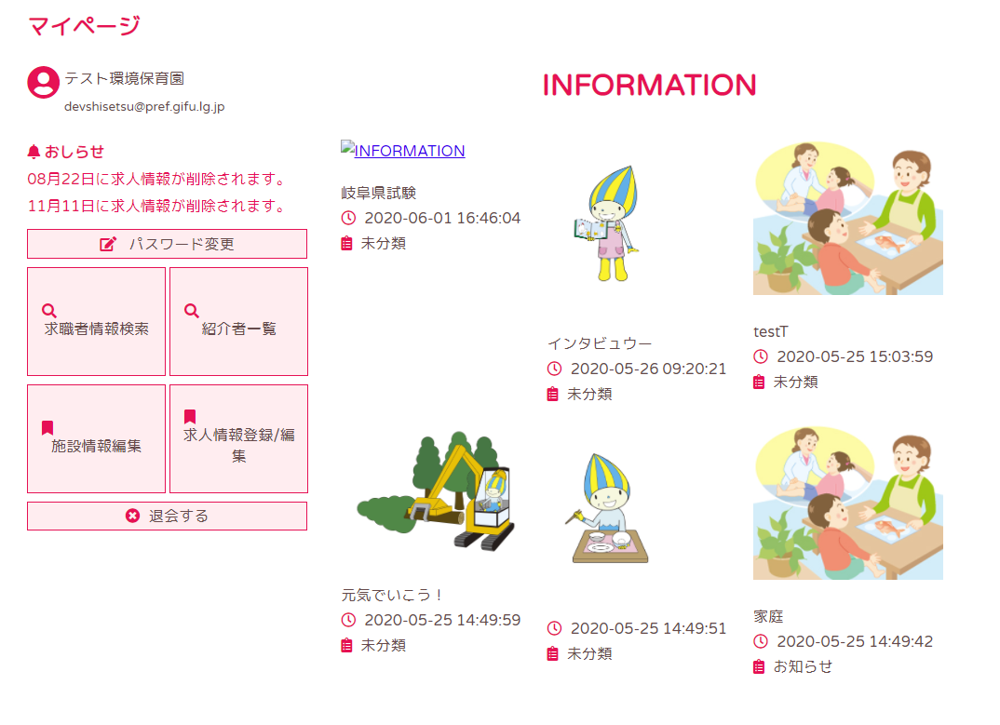 マイページ
テスト環境保育園
devshisetsu@pref.gifu.lg.jp
おしらせ
08月22日に求人情報が削除されます。
11月11日に求人情報が削除されます。
パスワード変更
求職者情報検索
紹介者一覧
施設情報編集
求人情報登録/編
集
退会する
INFORMATION
INFORMATION
岐阜県試験
2020-06-01 16:46:04
未分類
インタビュウー
2020-05-26 09:20:21
未分類
testT
2020-05-25 15:03:59
未分類
元気でいこう！
2020-05-25 14:49:59
未分類
2020-05-25 14:49:51
未分類
家庭
2020-05-25 14:49:42
お知らせ